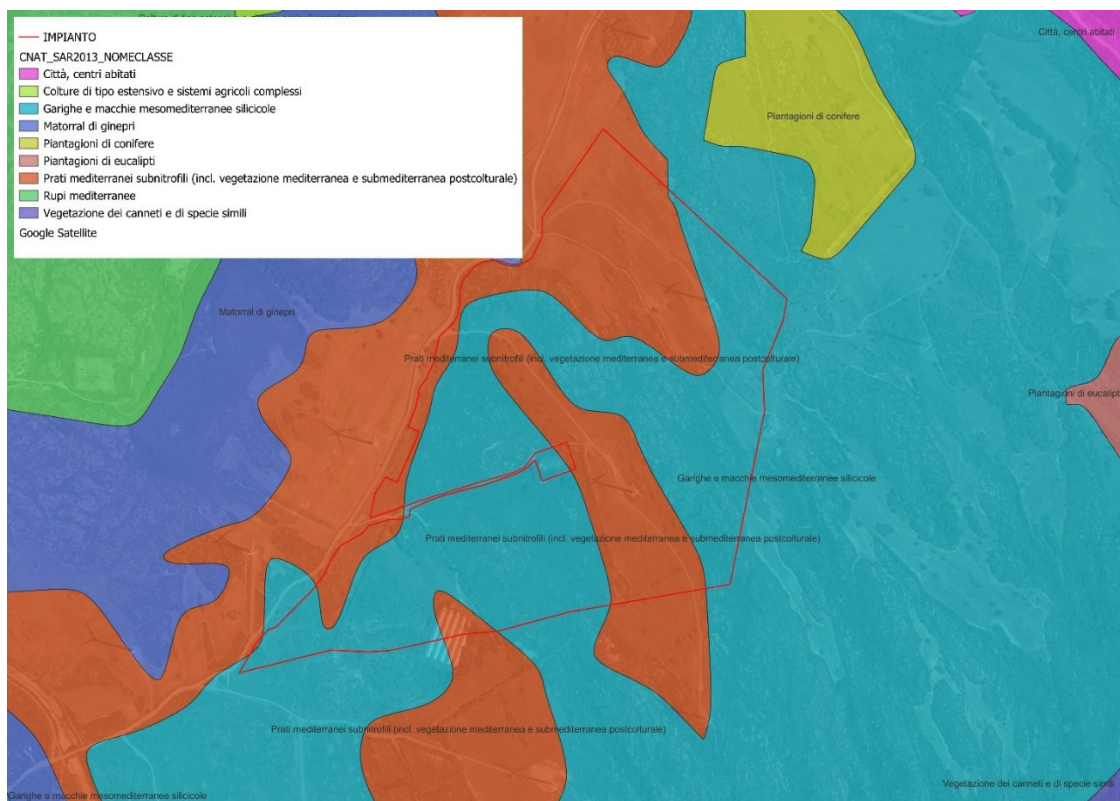 IMPIANTO
CNAT_SAR2013_NOMECLASSE
Città, centri abitati
Colture di tipo estensivo e sistemi agricoli complessi
Garighe e macchie mesomediterranee silicicole
Matorral di ginepri
Piantagioni di conifere
Piantagioni di eucalipti
Prati mediterranei subnitrofili (incl. vegetazione mediterranea e submediterranea postcolturale)
Rupi mediterranee
Vegetazione dei canneti e di specie simili
Google Satellite
Città, centri abitati
Piantagioni di conifere
Matorral di ginepri
Prati mediterranei subnitrofili (incl. vegetazione mediterranea e submediterranea postcolturale)
Piantagioni di eucalipt
Garighe e macchie mesomediterranee silicicole
Prati mediterranei subnitrofili (incl. vegetazione mediterranea e submediterranea postcolturale)
Prati mediterranei subnitrofili (incl. vegetazione mediterranea e submediterranea postcolturale)
Vegetazione dei canneti e di specie simili
Garighe e macchie mesomediterranee silicicole